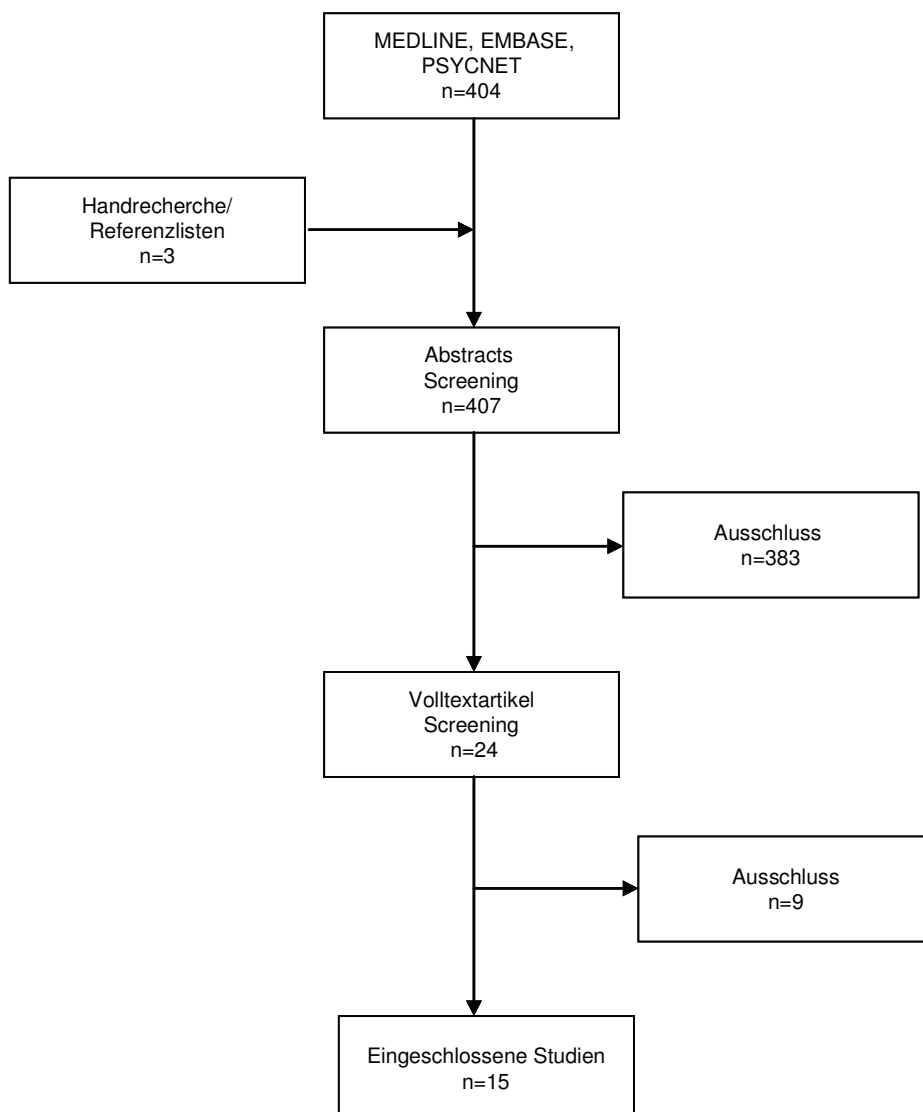 MEDLINE, EMBASE,
PSYCNET
n=404
Handrecherche/
Referenzlisten
n=3
Abstracts
Screening
n=407
Ausschluss
n=383
Volltextartikel
Screening
n=24
Ausschluss
n=9
Eingeschlossene Studien
n=15